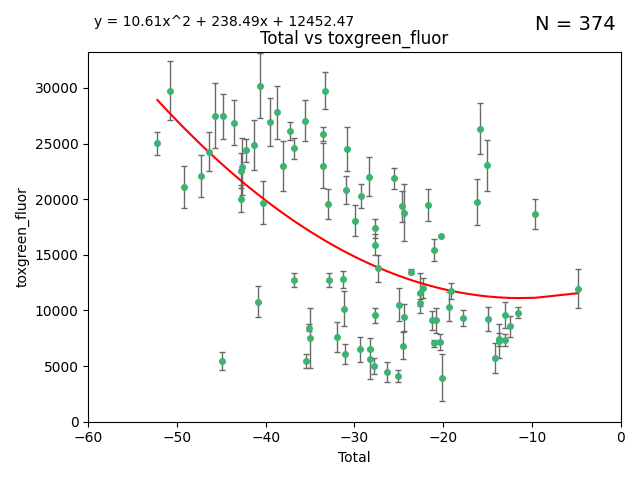 y = 10.61x^2 + 238.49x + 12452.47
N = 374
Total vs toxgreen_fluor
toxgreen_fluor
30000
25000
20000
15000
10000
5000
0
−60
−50
−40
−30
−20
−10
0
Total